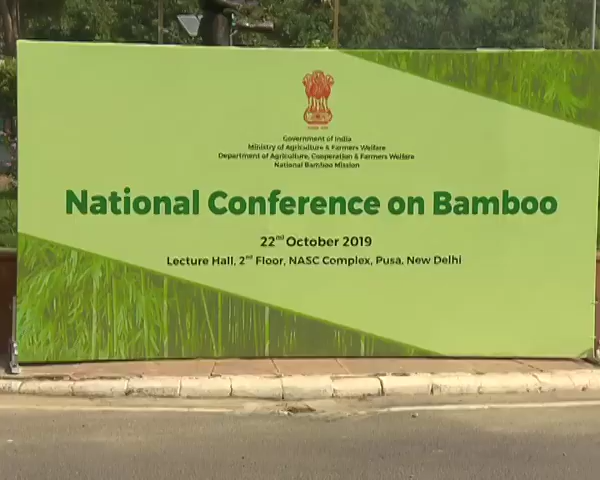 Government of India
Ministry of Agriculture & Farmers Welfare
Department of Agriculture, Cooperation & Farmers Welfare
National Bamboo Mission
National Conference on Bamboo
22nd October 2019
Lecture Hall, 2nd Floor, NASC Complex, Pusa, New Delhi